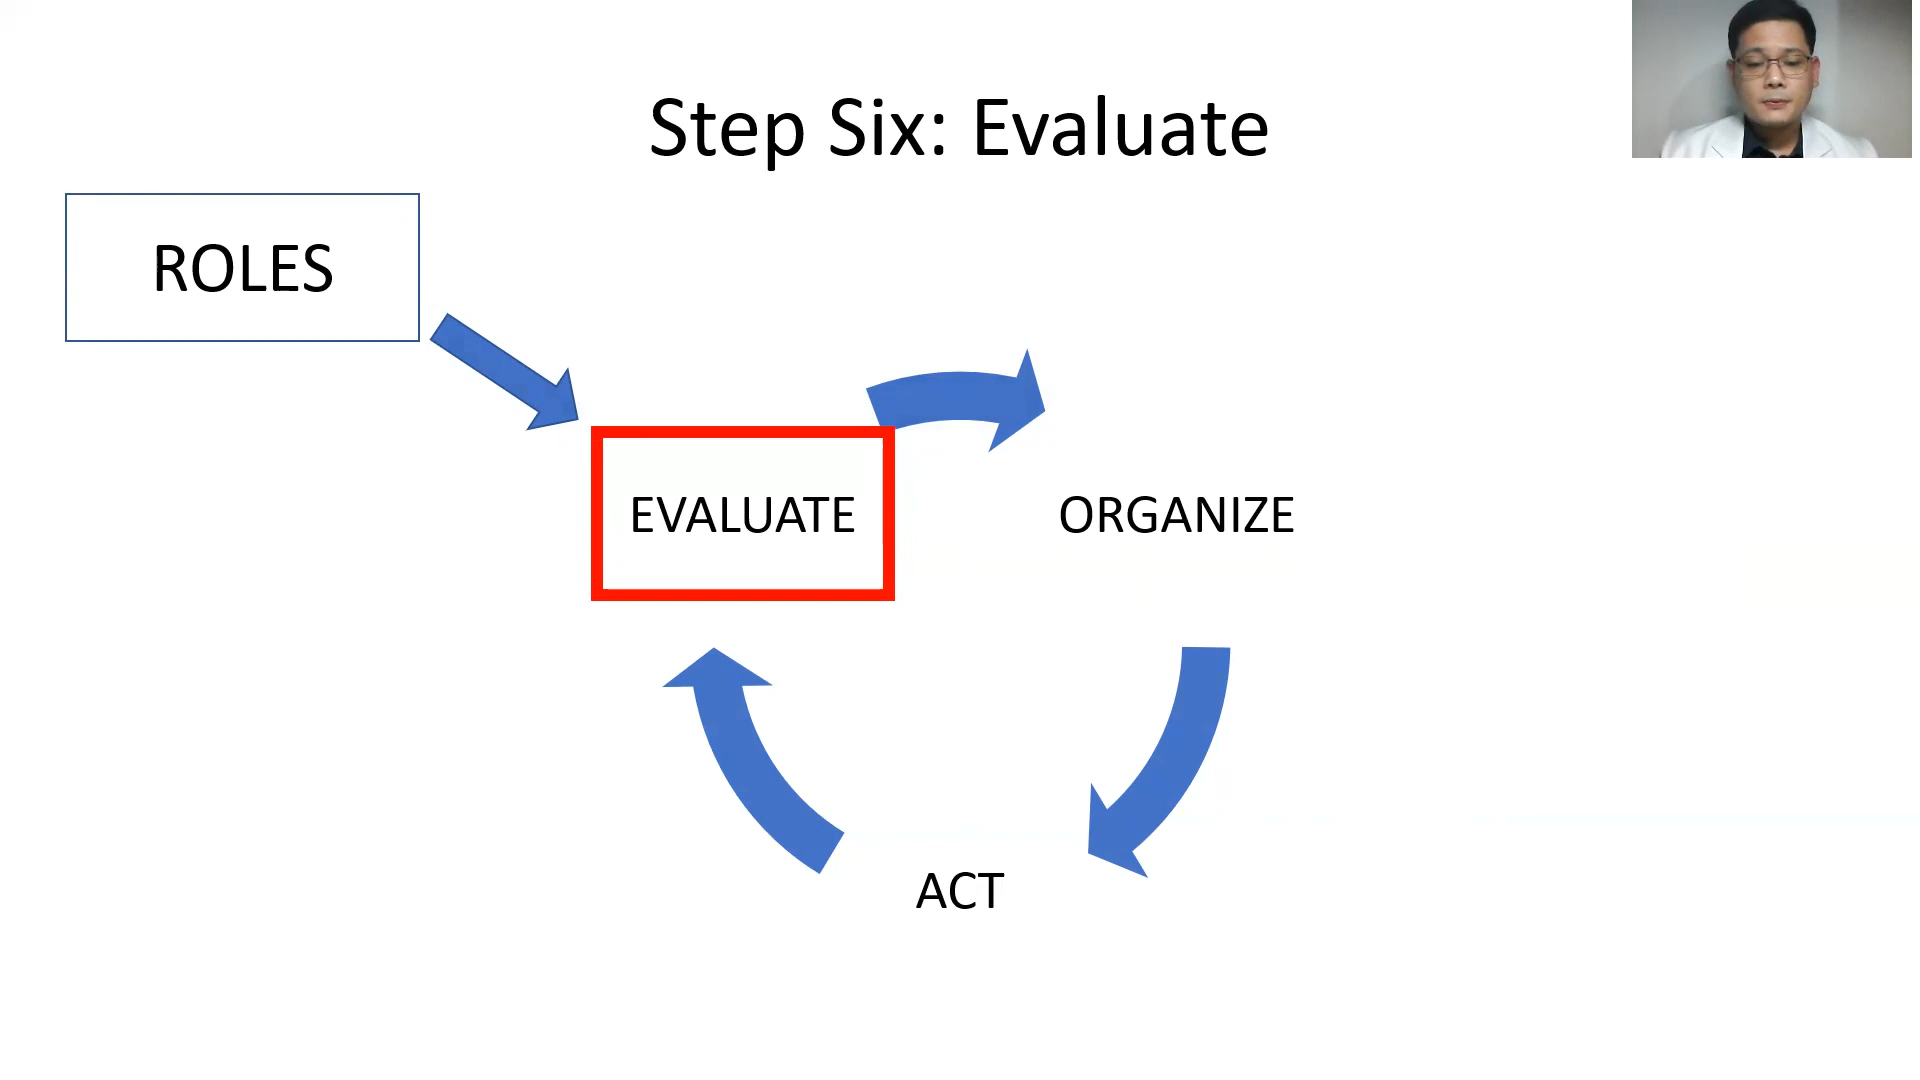 Step Six: Evaluate
ROLES
EVALUATE
ORGANIZE
ACT